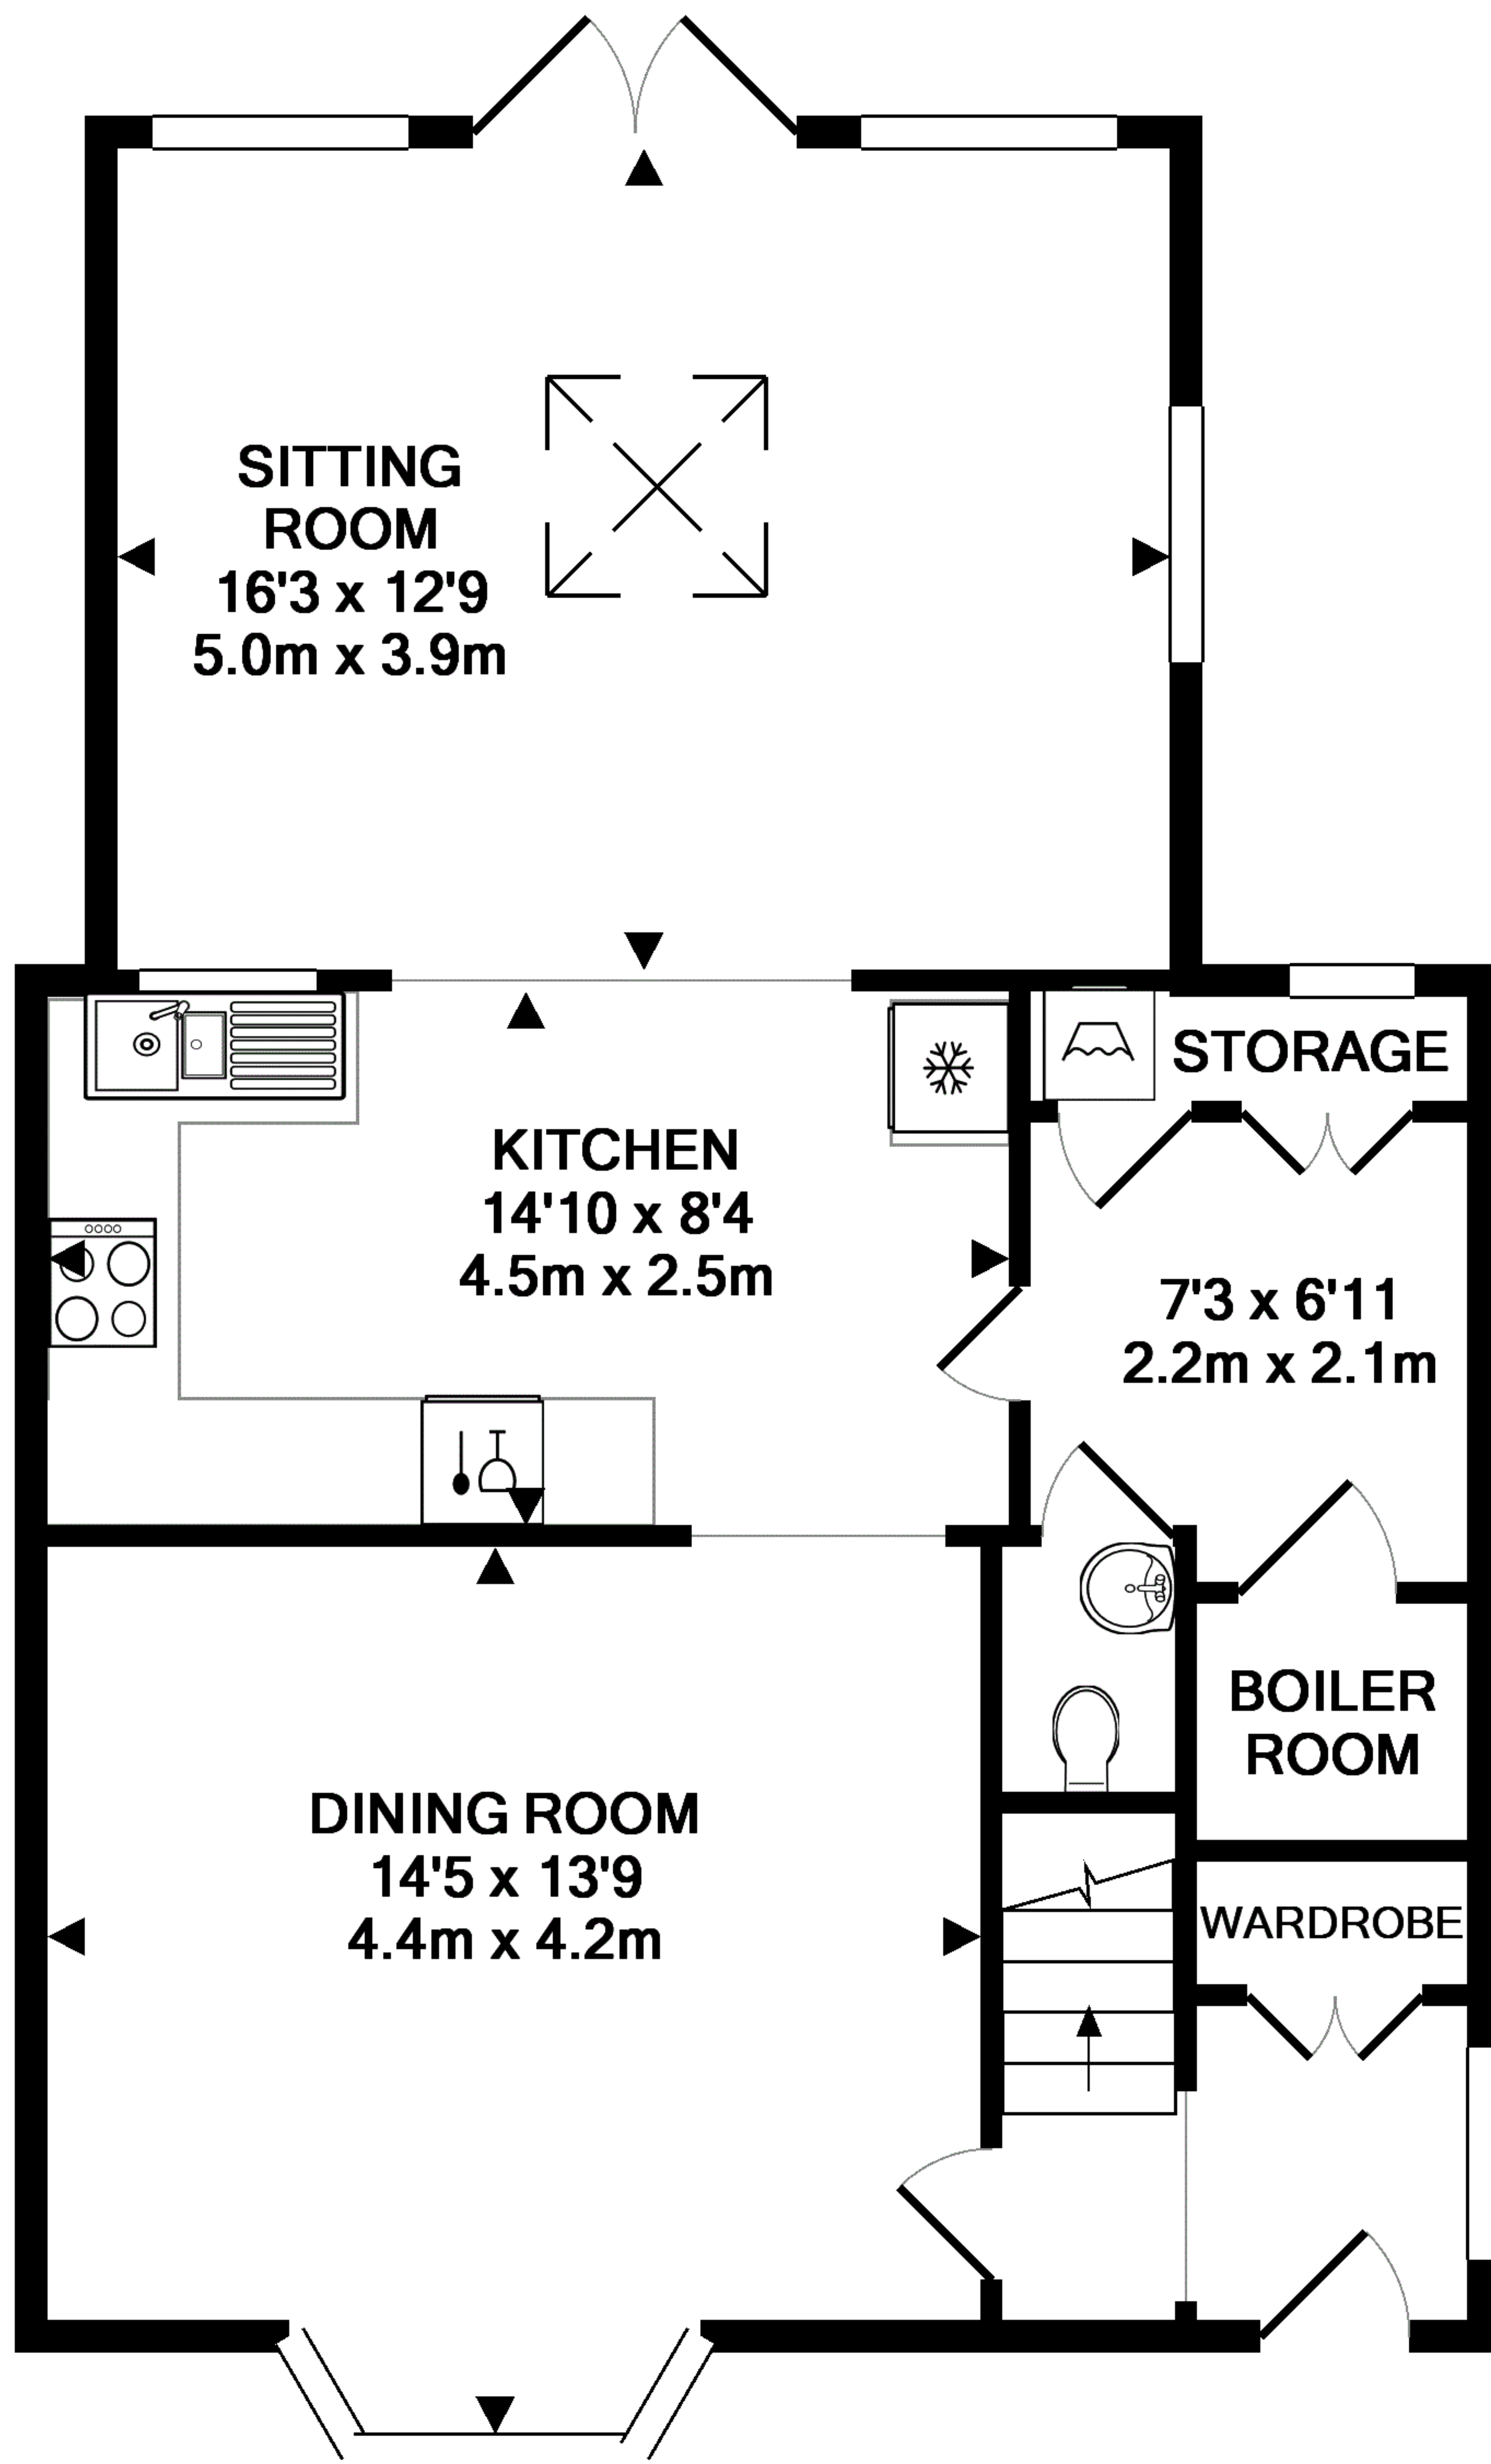 SITTING
ROOM
16'3 x 12'9
5.0m x 3.9m
STORAGE
KITCHEN
14'10 x 8'4
4.5m x 2.5m
7'3 x 6'11
2.2m x 2.1m
BOILER
ROOM
DINING ROOM
14'5 x 13'9
4.4m x 4.2m
WARDROBE